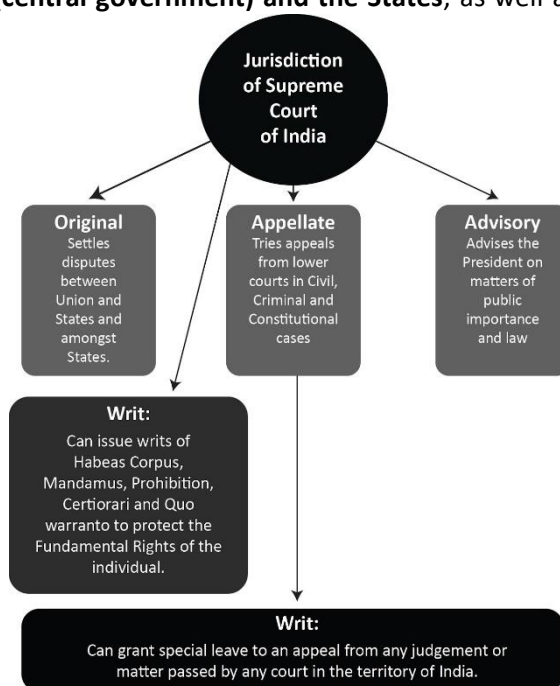 (central government) and the States, as well a
Jurisdiction
of Supreme
Court
of India
Original
Settles
disputes
between
Union and
States and
amongst
States.
Appellate
Tries appeals
from lower
courts in Civil,
Criminal and
Constitutional
cases
Advisory
Advises the
President on
matters of
public
importance
and law
Writ:
Can issue writs of
Habeas Corpus,
Mandamus, Prohibition,
Certiorari and Quo
warranto to protect the
Fundamental Rights of the
individual.
Writ:
Can grant special leave to an appeal from any judgement or
matter passed by any court in the territory of India.